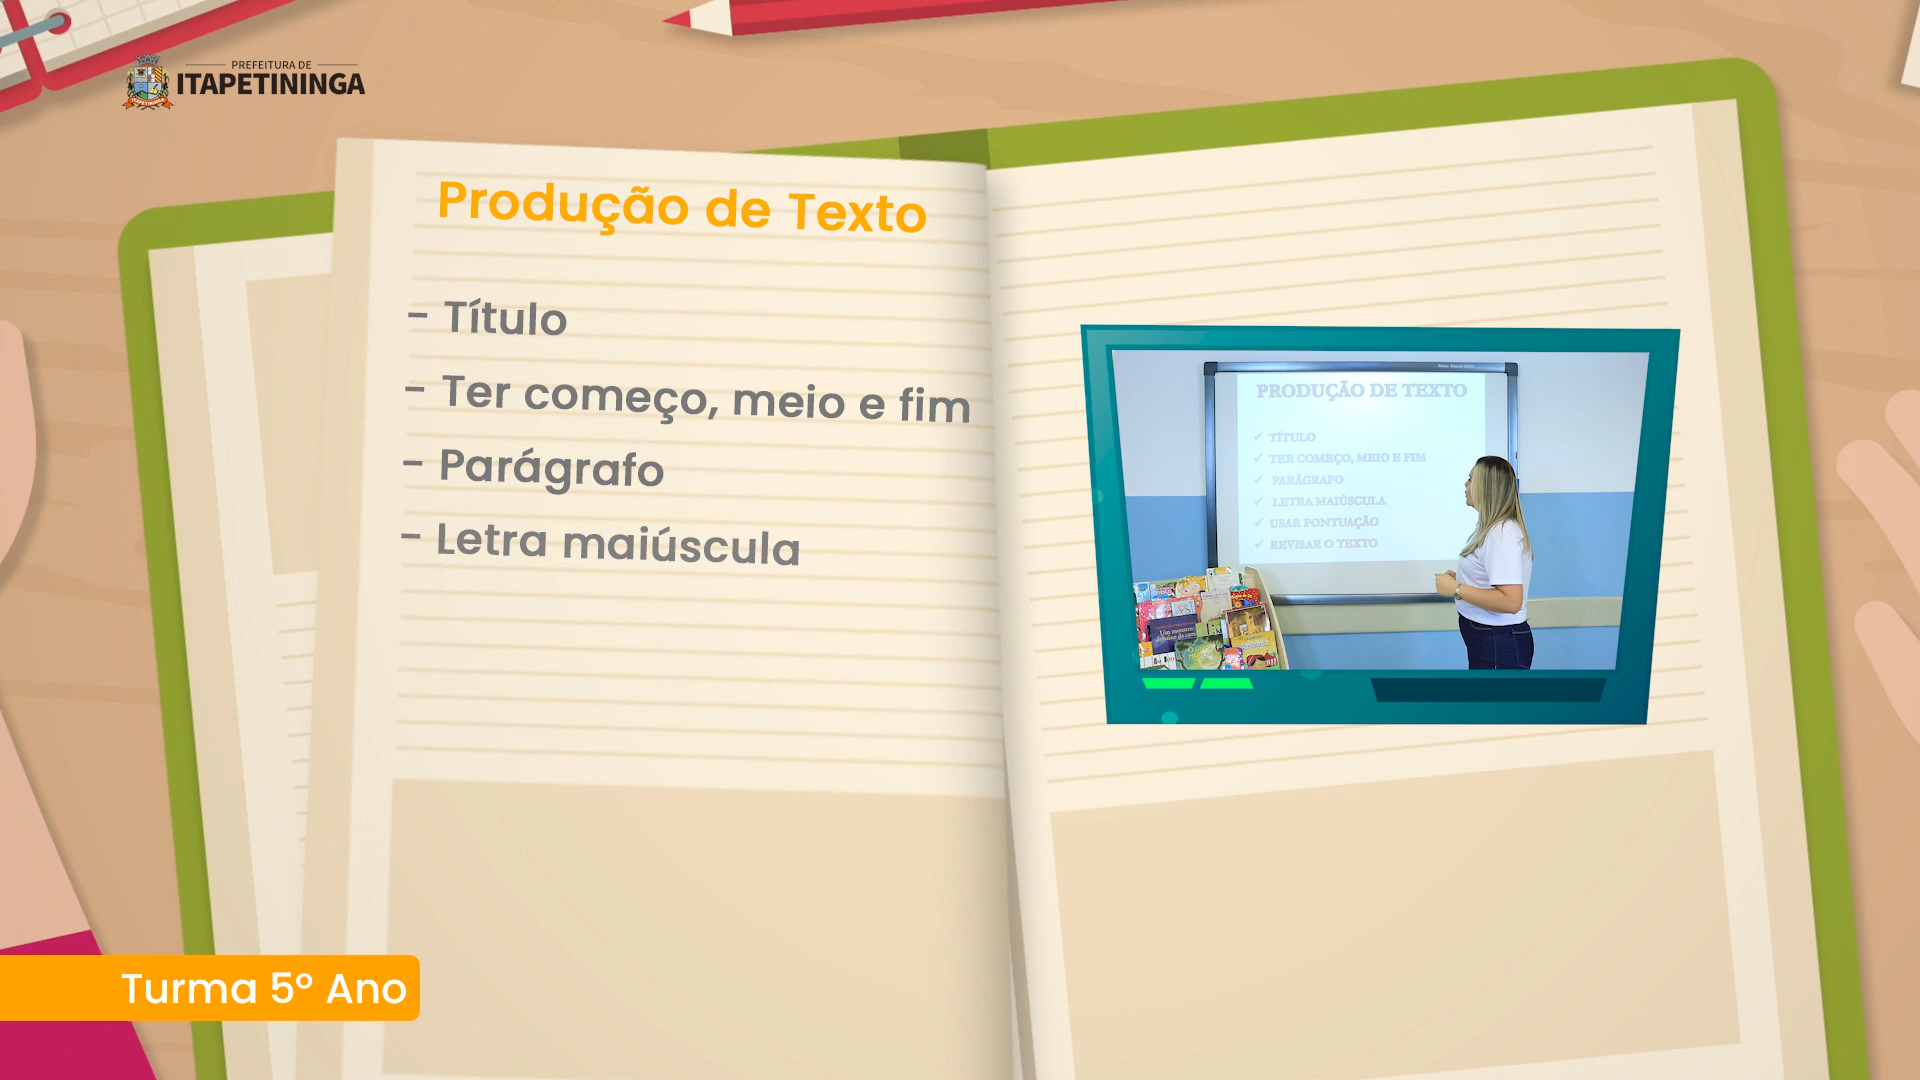 PREFEITURA DE
ITAPETININGA
Produção de Texto
- Título
- Ter começo, meio e fim
- Parágrafo
- Letra maiúscula
PRODUÇÃO DE TEXTO
✓ TÍTULO
✓ TER COMEÇO, MEIO E FIM
✓ PARÁGRAFO
✓ LETRA MAIÚSCULA
✓ USAR PONTUAÇÃO
✓ REVISAR O TEXTO
Turma 5º Ano